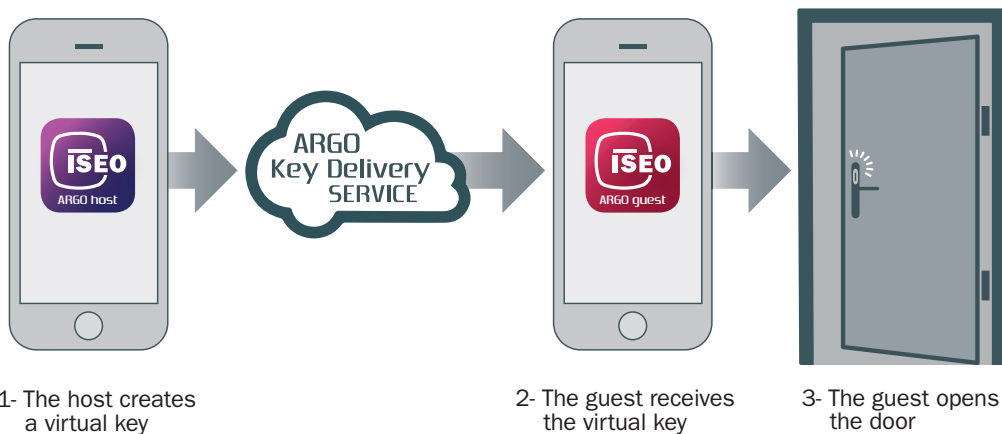 ISEO
ARGO host
ARGO
Key Delivery
SERVICE
ISEO
ARGO guest
1- The host creates
a virtual key
2- The guest receives
the virtual key
3- The guest opens
the door